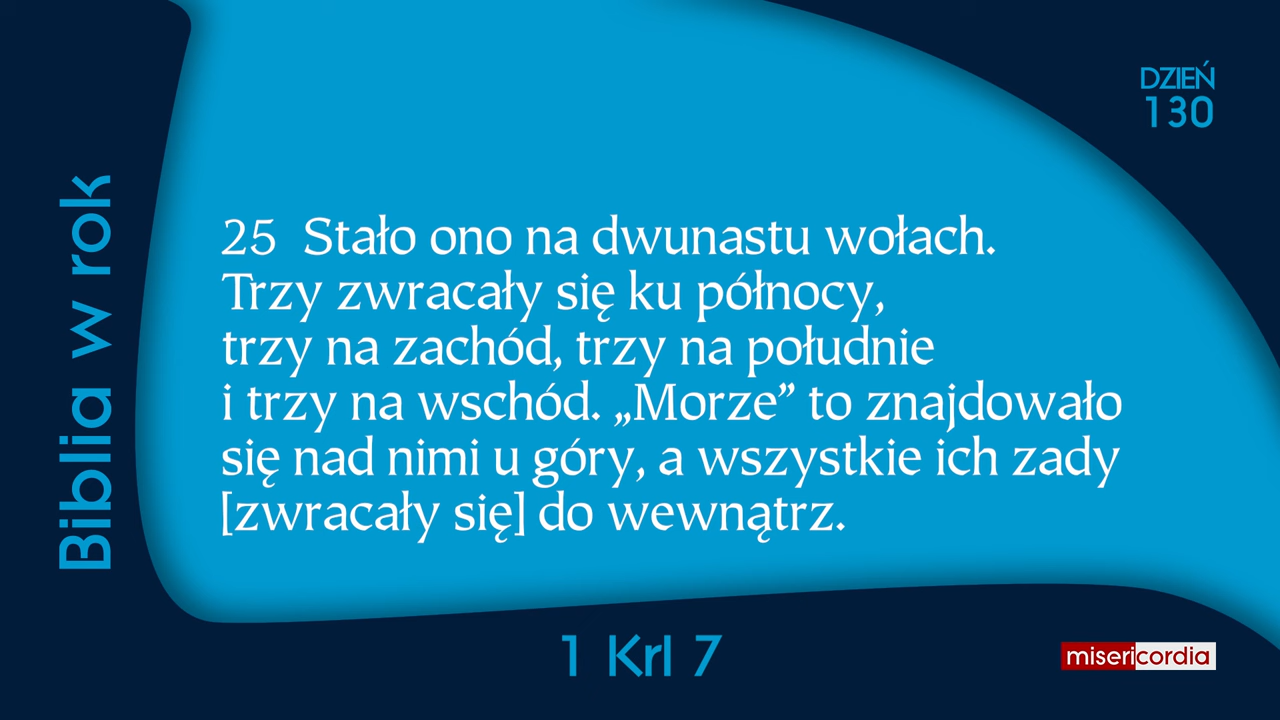 DZIEŃ
130
Biblia w rok
25 Stało ono na dwunastu wołach.
Trzy zwracały się ku północy,
trzy na zachód, trzy na południe
i trzy na wschód. „Morze” to znajdowało
się nad nimi u góry, a wszystkie ich zady
[zwracały się] do wewnątrz.
1 Krl 7
misericordia